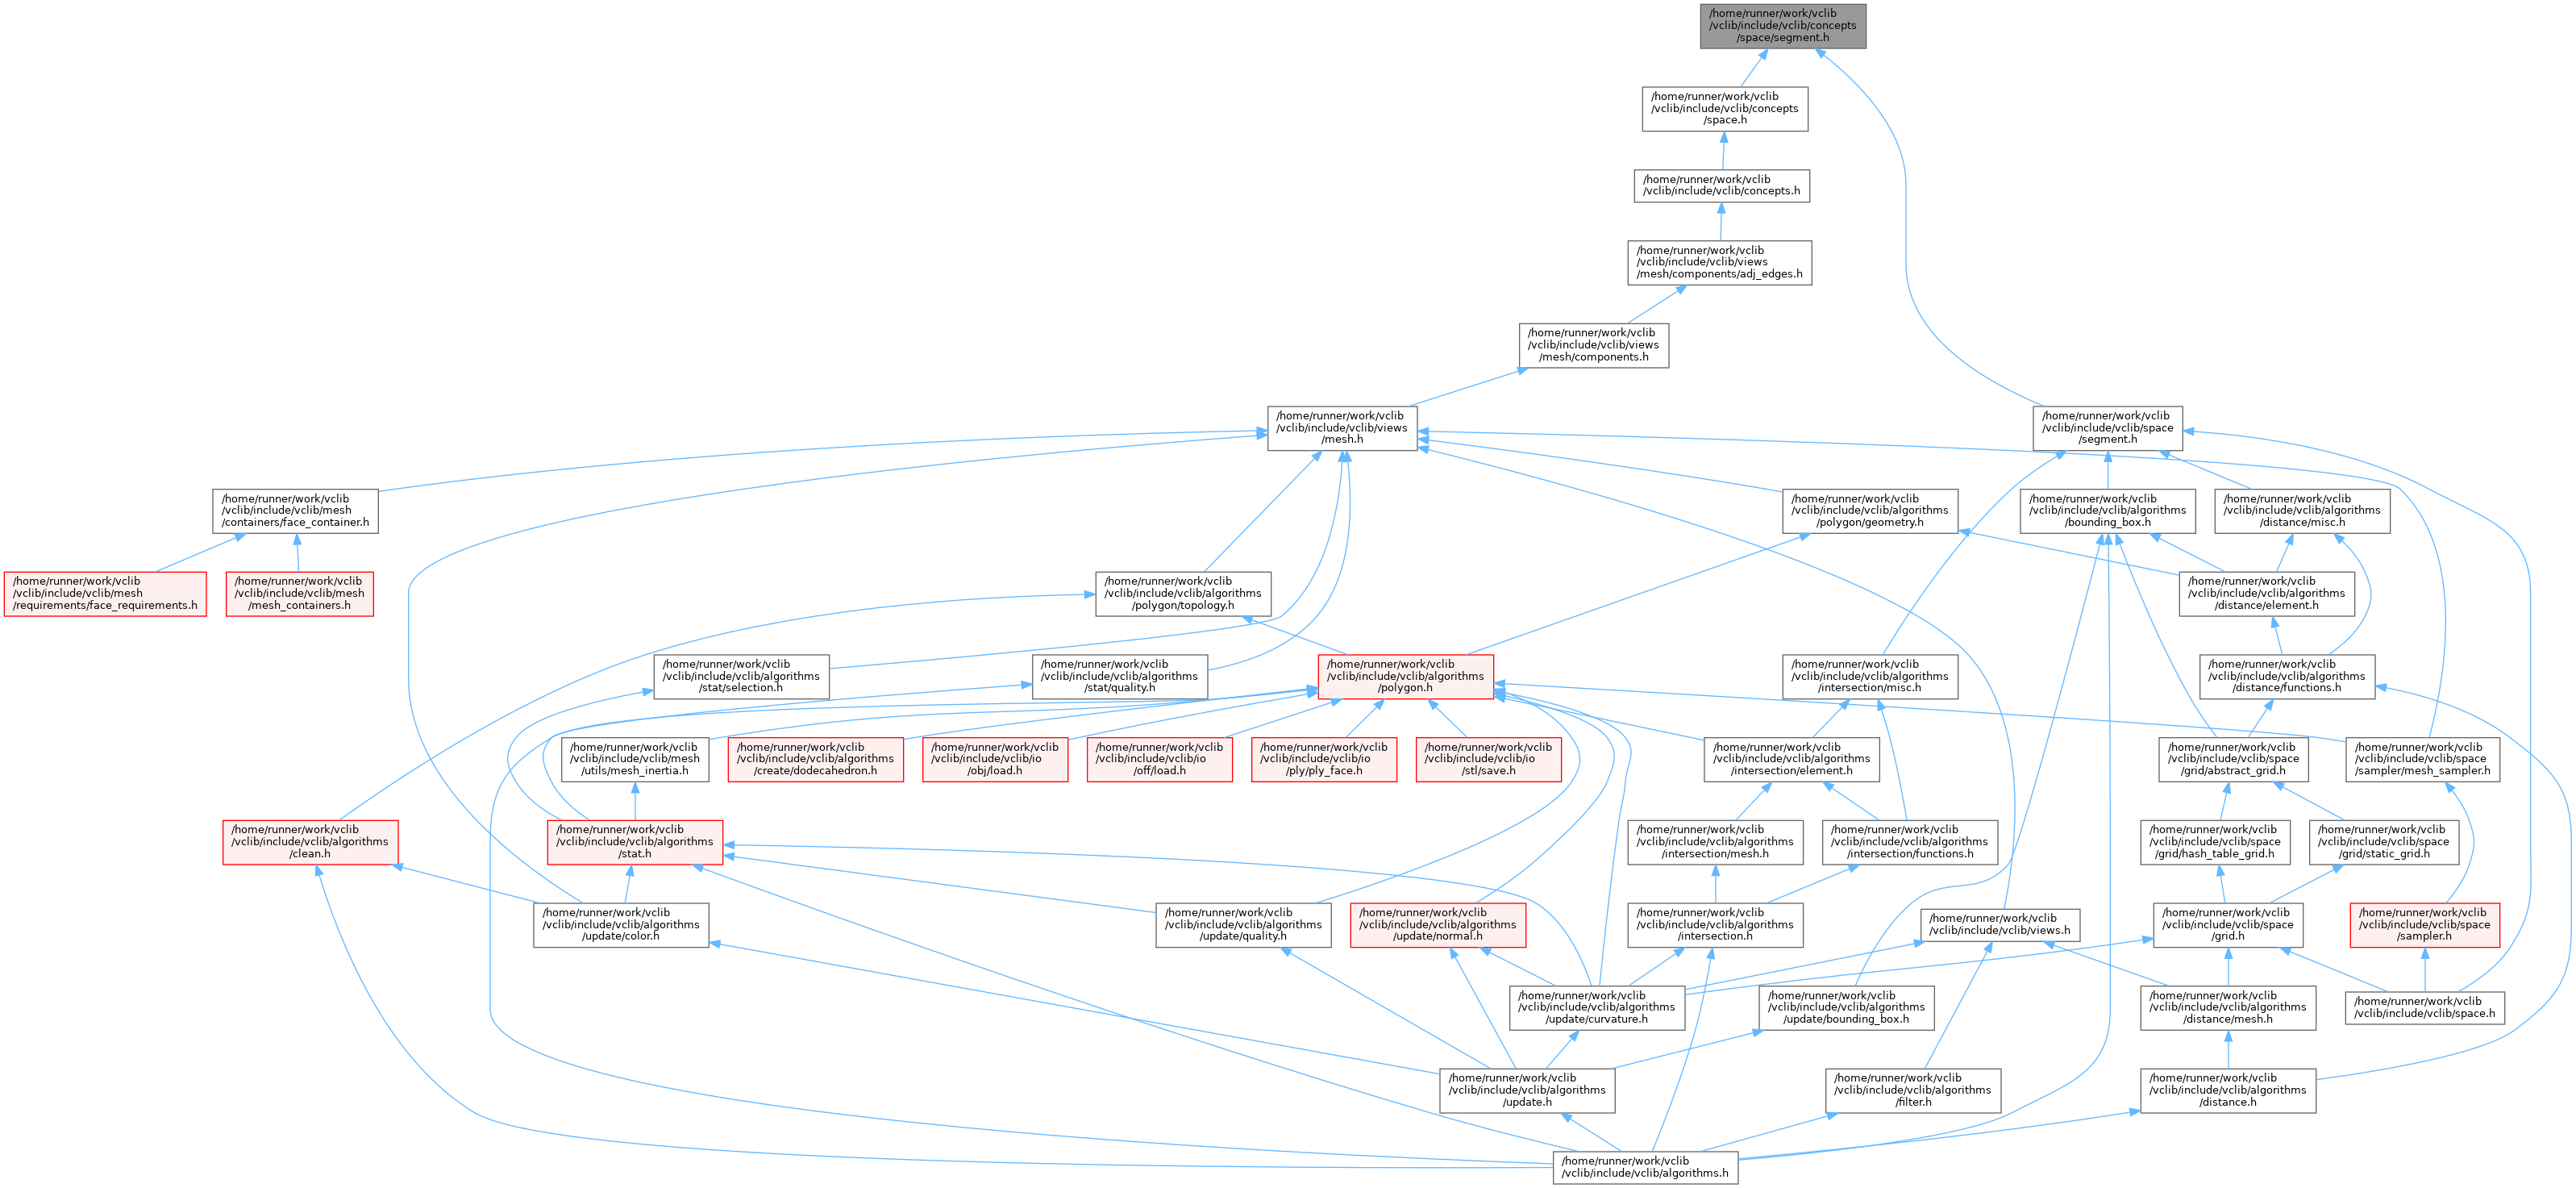 /home/runner/work/vclib
/vclib/include/vclib/concepts
/space/segment.h
/home/runner/work/vclib
/vclib/include/vclib/concepts
/space.h
/home/runner/work/vclib
/vclib/include/vclib/concepts.h
/home/runner/work/vclib
/vclib/include/vclib/views
/mesh/components/adj_edges.h
/home/runner/work/vclib
/vclib/include/vclib/views
/mesh/components.h
/home/runner/work/vclib
/vclib/include/vclib/views
/mesh.h
/home/runner/work/vclib
/vclib/include/vclib/space
/segment.h
/home/runner/work/vclib
/vclib/include/vclib/mesh
/containers/face_container.h
/home/runner/work/vclib
/vclib/include/vclib/algorithms
/polygon/geometry.h
/home/runner/work/vclib
/vclib/include/vclib/algorithms
/bounding_box.h
/home/runner/work/vclib
/vclib/include/vclib/algorithms
/distance/misc.h
/home/runner/work/vclib
/vclib/include/vclib/mesh
/requirements/face_requirements.h
/home/runner/work/vclib
/vclib/include/vclib/mesh
/mesh_containers.h
/home/runner/work/vclib
/vclib/include/vclib/algorithms
/polygon/topology.h
/home/runner/work/vclib
/vclib/include/vclib/algorithms
/distance/element.h
/home/runner/work/vclib
/vclib/include/vclib/algorithms
/stat/selection.h
/home/runner/work/vclib
/vclib/include/vclib/algorithms
/stat/quality.h
/home/runner/work/vclib
/vclib/include/vclib/algorithms
/polygon.h
/home/runner/work/vclib
/vclib/include/vclib/algorithms
/intersection/misc.h
/home/runner/work/vclib
/vclib/include/vclib/algorithms
/distance/functions.h
/home/runner/work/vclib
/vclib/include/vclib/mesh
/utils/mesh_inertia.h
/home/runner/work/vclib
/vclib/include/vclib/algorithms
/create/dodecahedron.h
/home/runner/work/vclib
/vclib/include/vclib/io
/obj/load.h
/home/runner/work/vclib
/vclib/include/vclib/io
/off/load.h
/home/runner/work/vclib
/vclib/include/vclib/io
/ply/ply_face.h
/home/runner/work/vclib
/vclib/include/vclib/io
/stl/save.h
/home/runner/work/vclib
/vclib/include/vclib/algorithms
/intersection/element.h
/home/runner/work/vclib
/vclib/include/vclib/space
/grid/abstract_grid.h
/home/runner/work/vclib
/vclib/include/vclib/space
/sampler/mesh_sampler.h
/home/runner/work/vclib
/vclib/include/vclib/algorithms
/clean.h
/home/runner/work/vclib
/vclib/include/vclib/algorithms
/stat.h
/home/runner/work/vclib
/vclib/include/vclib/algorithms
/intersection/mesh.h
/home/runner/work/vclib
/vclib/include/vclib/algorithms
/intersection/functions.h
/home/runner/work/vclib
/vclib/include/vclib/space
/grid/hash_table_grid.h
/home/runner/work/vclib
/vclib/include/vclib/space
/grid/static_grid.h
/home/runner/work/vclib
/vclib/include/vclib/algorithms
/update/color.h
/home/runner/work/vclib
/vclib/include/vclib/algorithms
/update/quality.h
/home/runner/work/vclib
/vclib/include/vclib/algorithms
/update/normal.h
/home/runner/work/vclib
/vclib/include/vclib/algorithms
/intersection.h
/home/runner/work/vclib
/vclib/include/vclib/views.h
/home/runner/work/vclib
/vclib/include/vclib/space
/grid.h
/home/runner/work/vclib
/vclib/include/vclib/space
/sampler.h
/home/runner/work/vclib
/vclib/include/vclib/algorithms
/update/curvature.h
/home/runner/work/vclib
/vclib/include/vclib/algorithms
/update/bounding_box.h
/home/runner/work/vclib
/vclib/include/vclib/algorithms
/distance/mesh.h
/home/runner/work/vclib
/vclib/include/vclib/space.h
/home/runner/work/vclib
/vclib/include/vclib/algorithms
/update.h
/home/runner/work/vclib
/vclib/include/vclib/algorithms
/filter.h
/home/runner/work/vclib
/vclib/include/vclib/algorithms
/distance.h
/home/runner/work/vclib
/vclib/include/vclib/algorithms.h